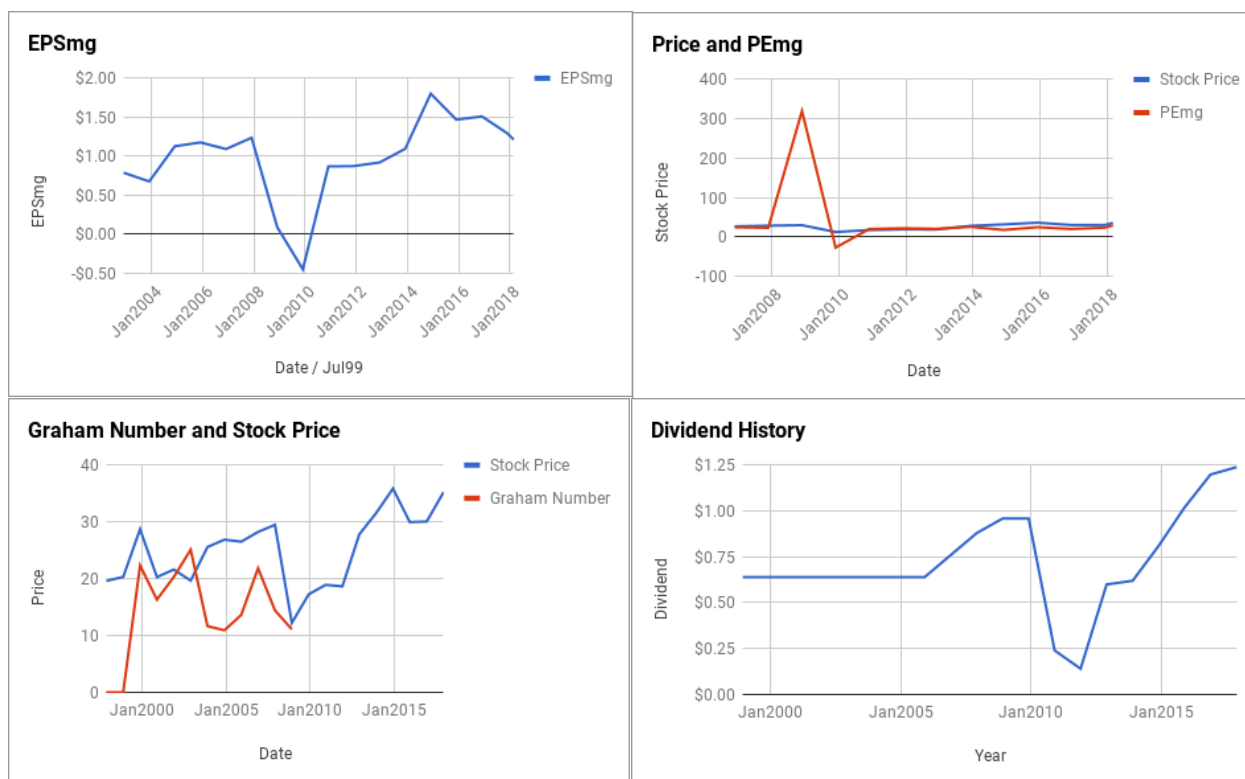 EPSmg
$2.00
EPSmg
$1.50
$1.00
$0.50
$0.00
-$0.50
EPSmg
Jan2004
Jan2006
Jan2008
Jan2010
Jan2012
Jan2014
Jan2016
Jan2018
Date / Jul99
Price and PEmg
400
Stock Price
300
PEmg
200
100
0
-100
Stock Price
Jan2008
Jan2010
Jan2012
Jan2014
Jan2016
Jan2018
Date
Graham Number and Stock Price
40
Stock Price
Graham Number
30
20
10
0
Price
Jan2000
Jan2005
Jan2010
Jan2015
Date
Dividend History
$1.25
$1.00
$0.75
$0.50
$0.25
$0.00
Dividend
Jan2000
Jan2005
Jan2010
Jan2015
Year